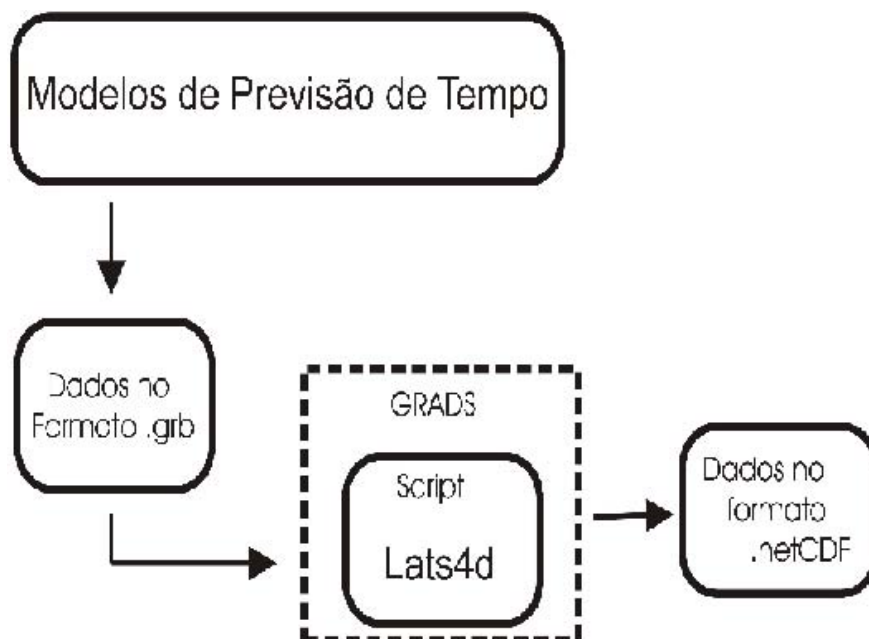 Modelos de Previsão de Tempo
Dados no
Formato .grb
GRADS
Script
Lats4d
Dados no
formato
.netCDF